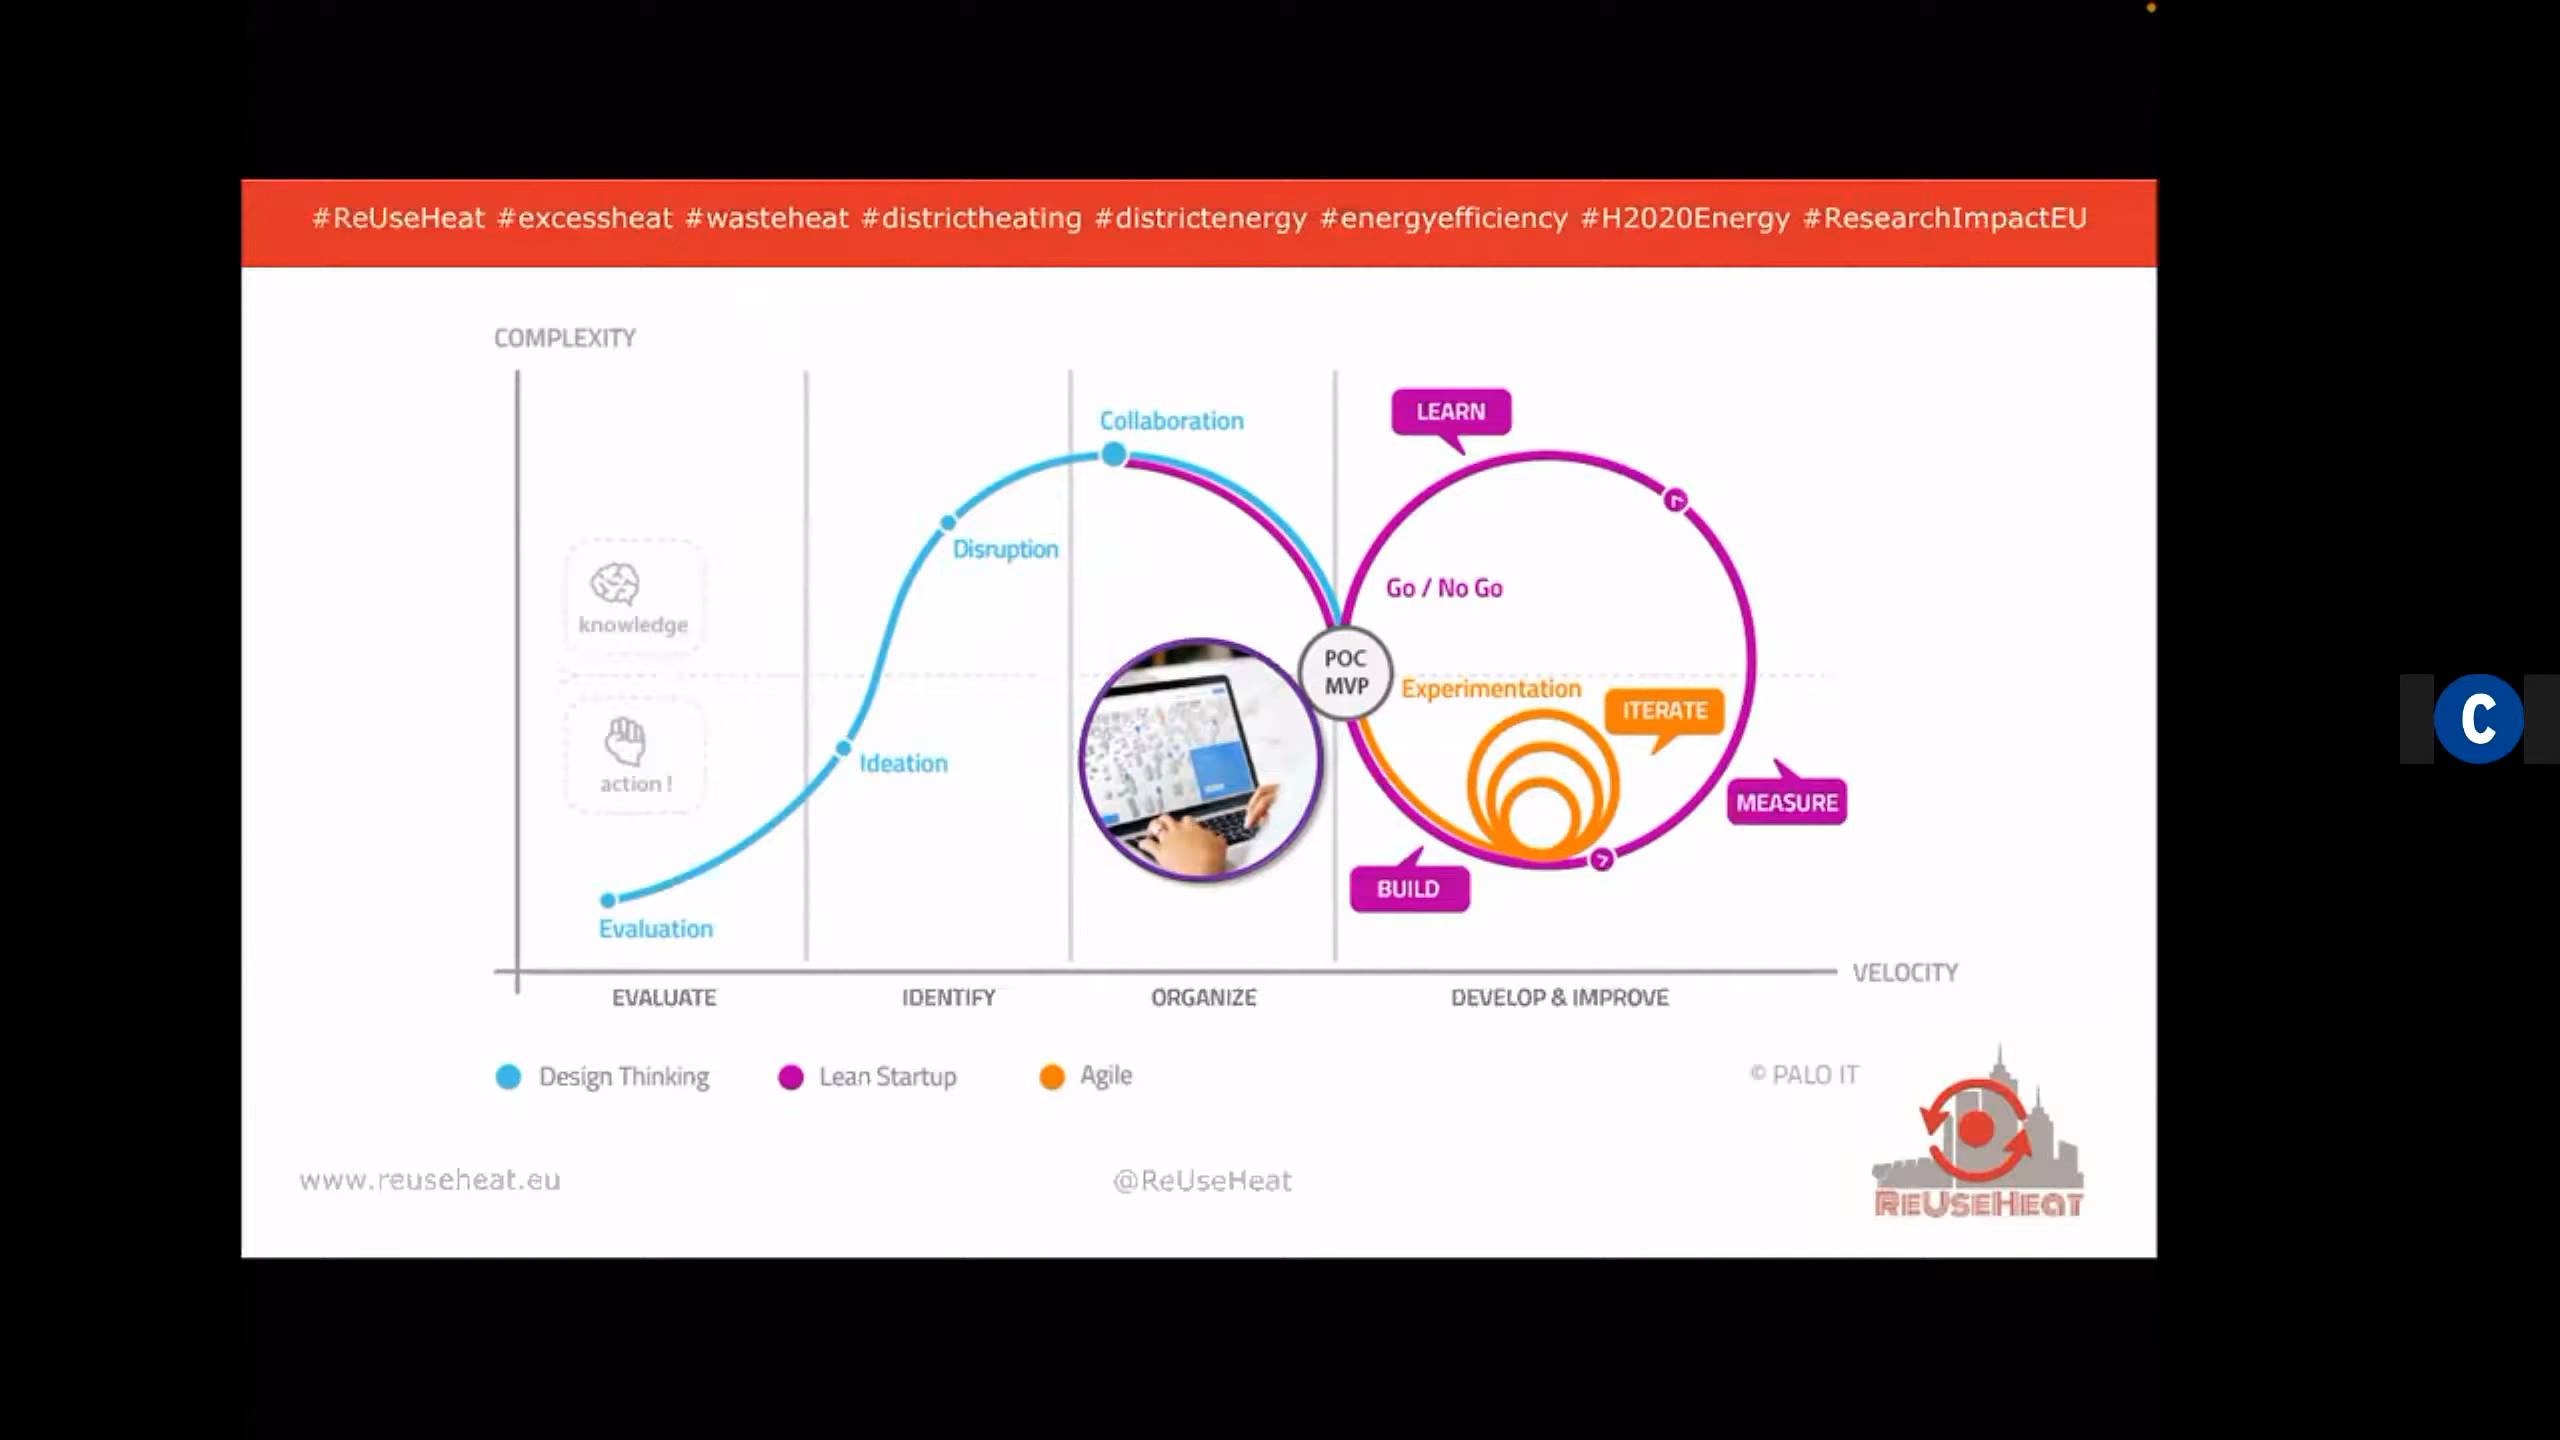 #ReUseHeat #excessheat #wasteheat #districtheating #districtenergy #energyefficiency #H2020Energy #ResearchImpactEU
COMPLEXITY
LEARN
Collaboration
Disruption
Go / No Go
knowledge
POC
MVP
Experimentation
ITERATE
Ideation
action !
MEASURE
BUILD
Evaluation
VELOCITY
EVALUATE
IDENTIFY
ORGANIZE
DEVELOP & IMPROVE
Design Thinking
Lean Startup
Agile
© PALO IT
www.reuseheat.eu
@ReUseHeat
REUSEHEAT
C